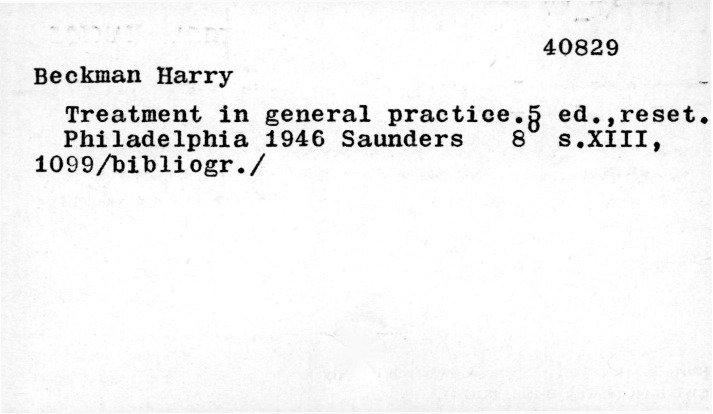 40829
Beckman Harry
Treatment in general practice.5 ed.,reset.
Philadelphia 1946 Saunders 8° s.XIII,
1099/bibliogr./